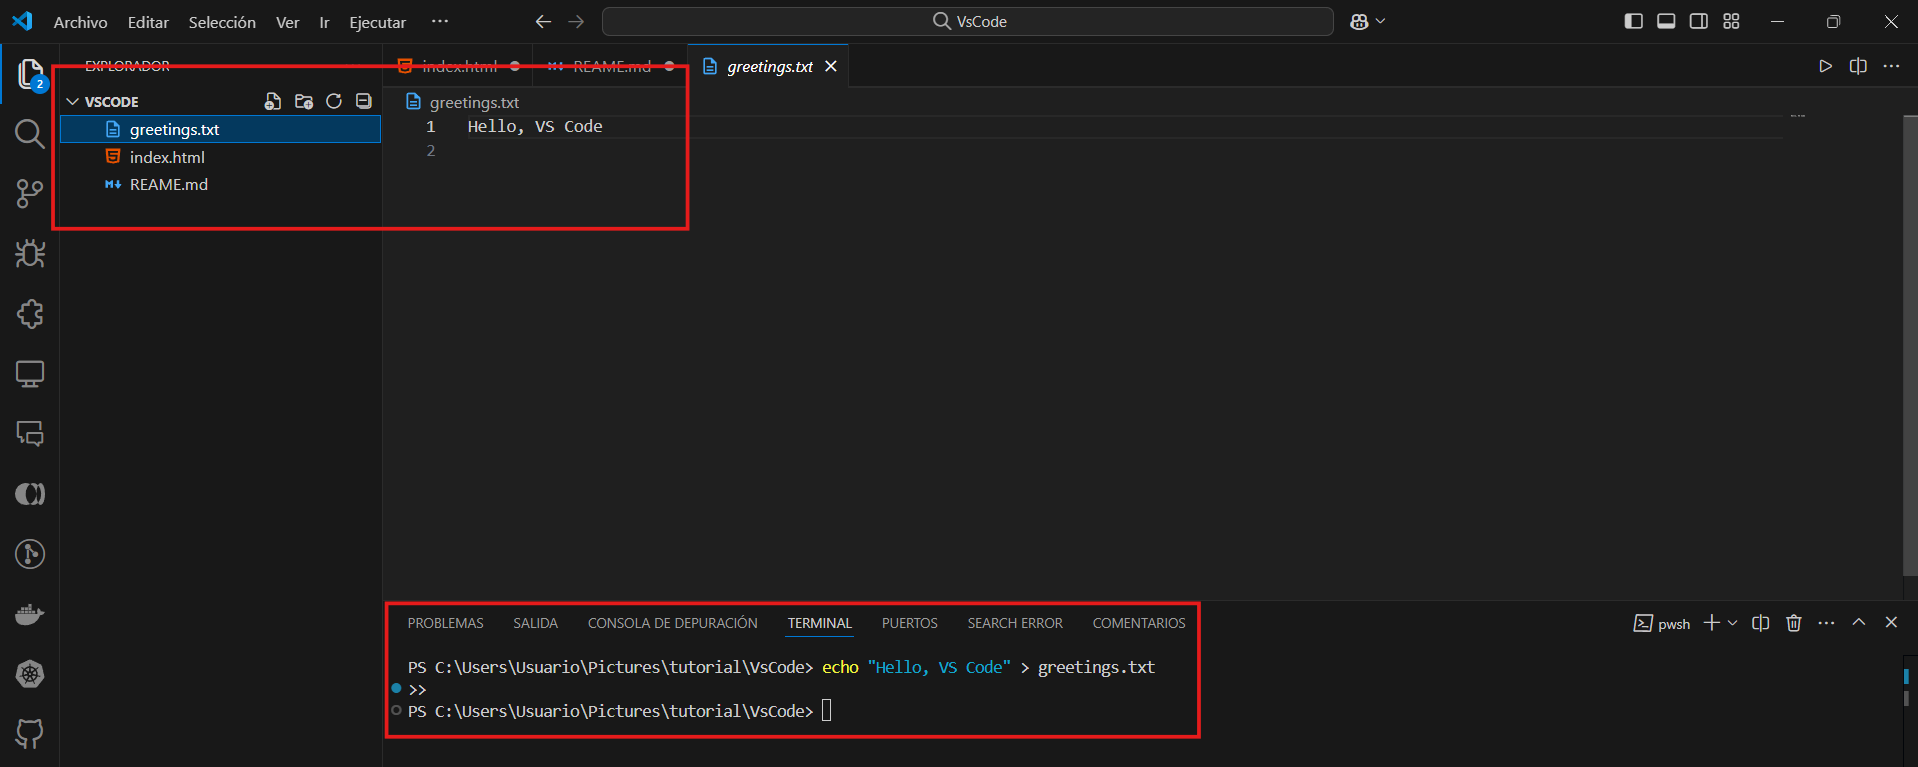 Archivo Editar Selección Ver Ir Ejecutar ···
VsCode
EXPLORADOR
index.html
REAME.md
greetings.txt
2
VSCODE
greetings.txt
index.html
REAME.md
greetings.txt
1 Hello, VS Code
2
PROBLEMAS SALIDA CONSOLA DE DEPURACIÓN TERMINAL PUERTOS SEARCH ERROR COMENTARIOS
pwsh
PS C:\Users\Usuario\Pictures\tutorial\VsCode> echo "Hello, VS Code" > greetings.txt
>>
PS C:\Users\Usuario\Pictures\tutorial\VsCode>